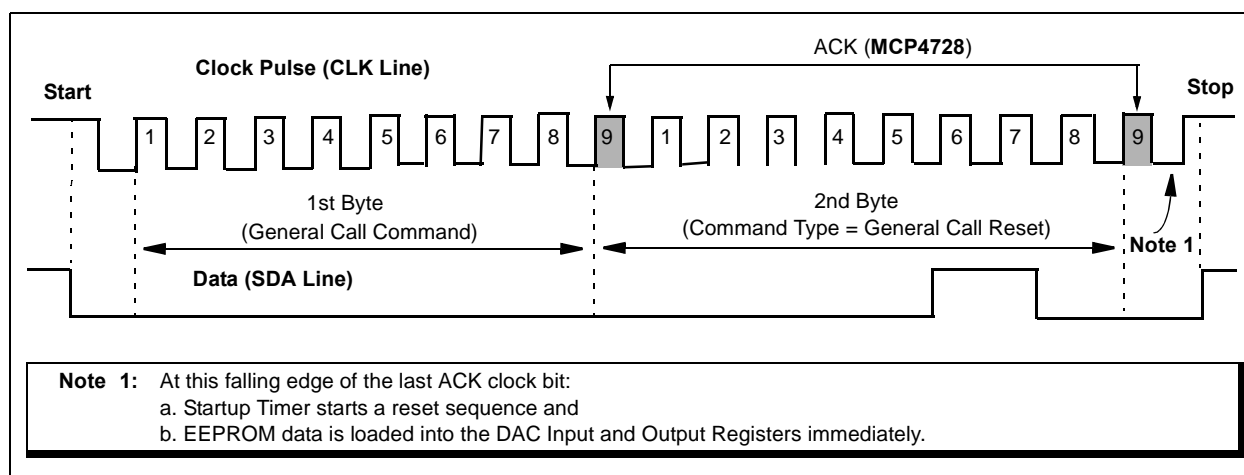 ACK (MCP4728)
Clock Pulse (CLK Line)
Start
Stop
1 2 3 4 5 6 7 8 9 1 2 3 4 5 6 7 8 9
1st Byte
(General Call Command)
2nd Byte
(Command Type = General Call Reset)
Note 1
Data (SDA Line)
Note 1: At this falling edge of the last ACK clock bit:
a. Startup Timer starts a reset sequence and
b. EEPROM data is loaded into the DAC Input and Output Registers immediately.